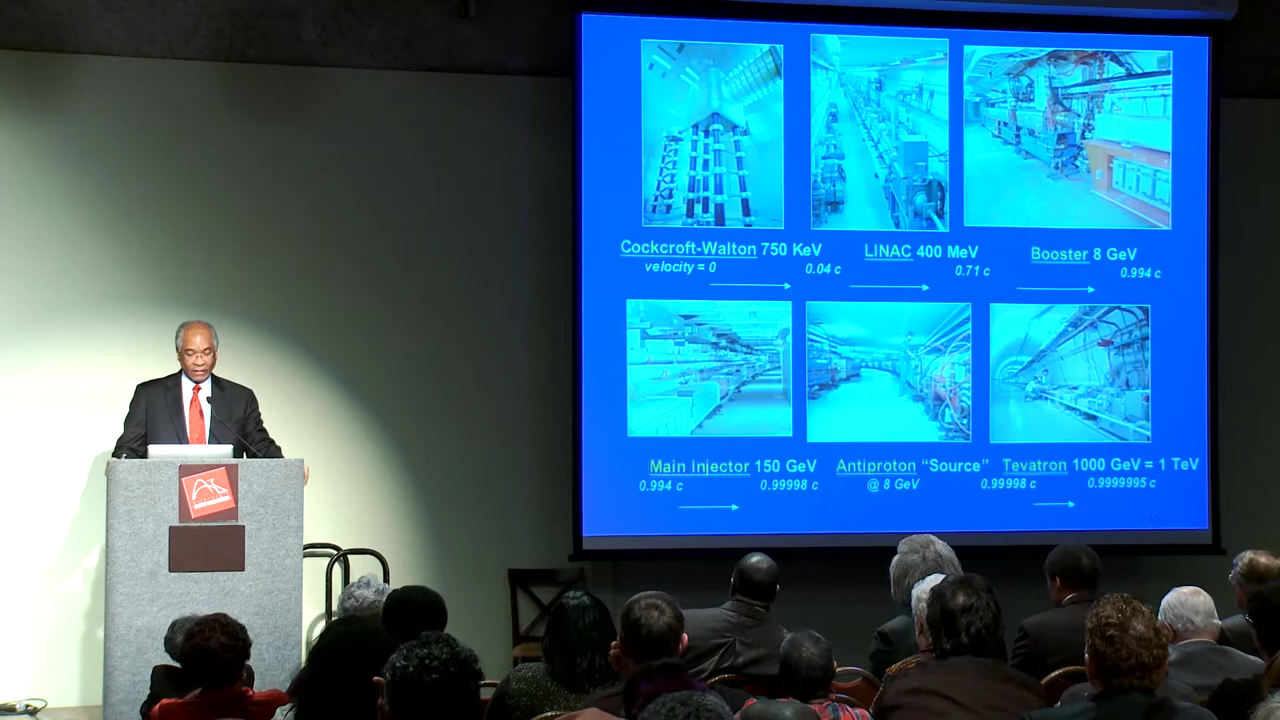 Cockcroft-Walton 750 KeV LINAC 400 MeV Booster 8 GeV
velocity = 0 0.04 c 0.71 c 0.994 c
Main Injector 150 GeV Antiproton “Source” Tevatron 1000 GeV = 1 TeV
0.994 c 0.99998 c @ 8 GeV 0.99998 c 0.9999995 c